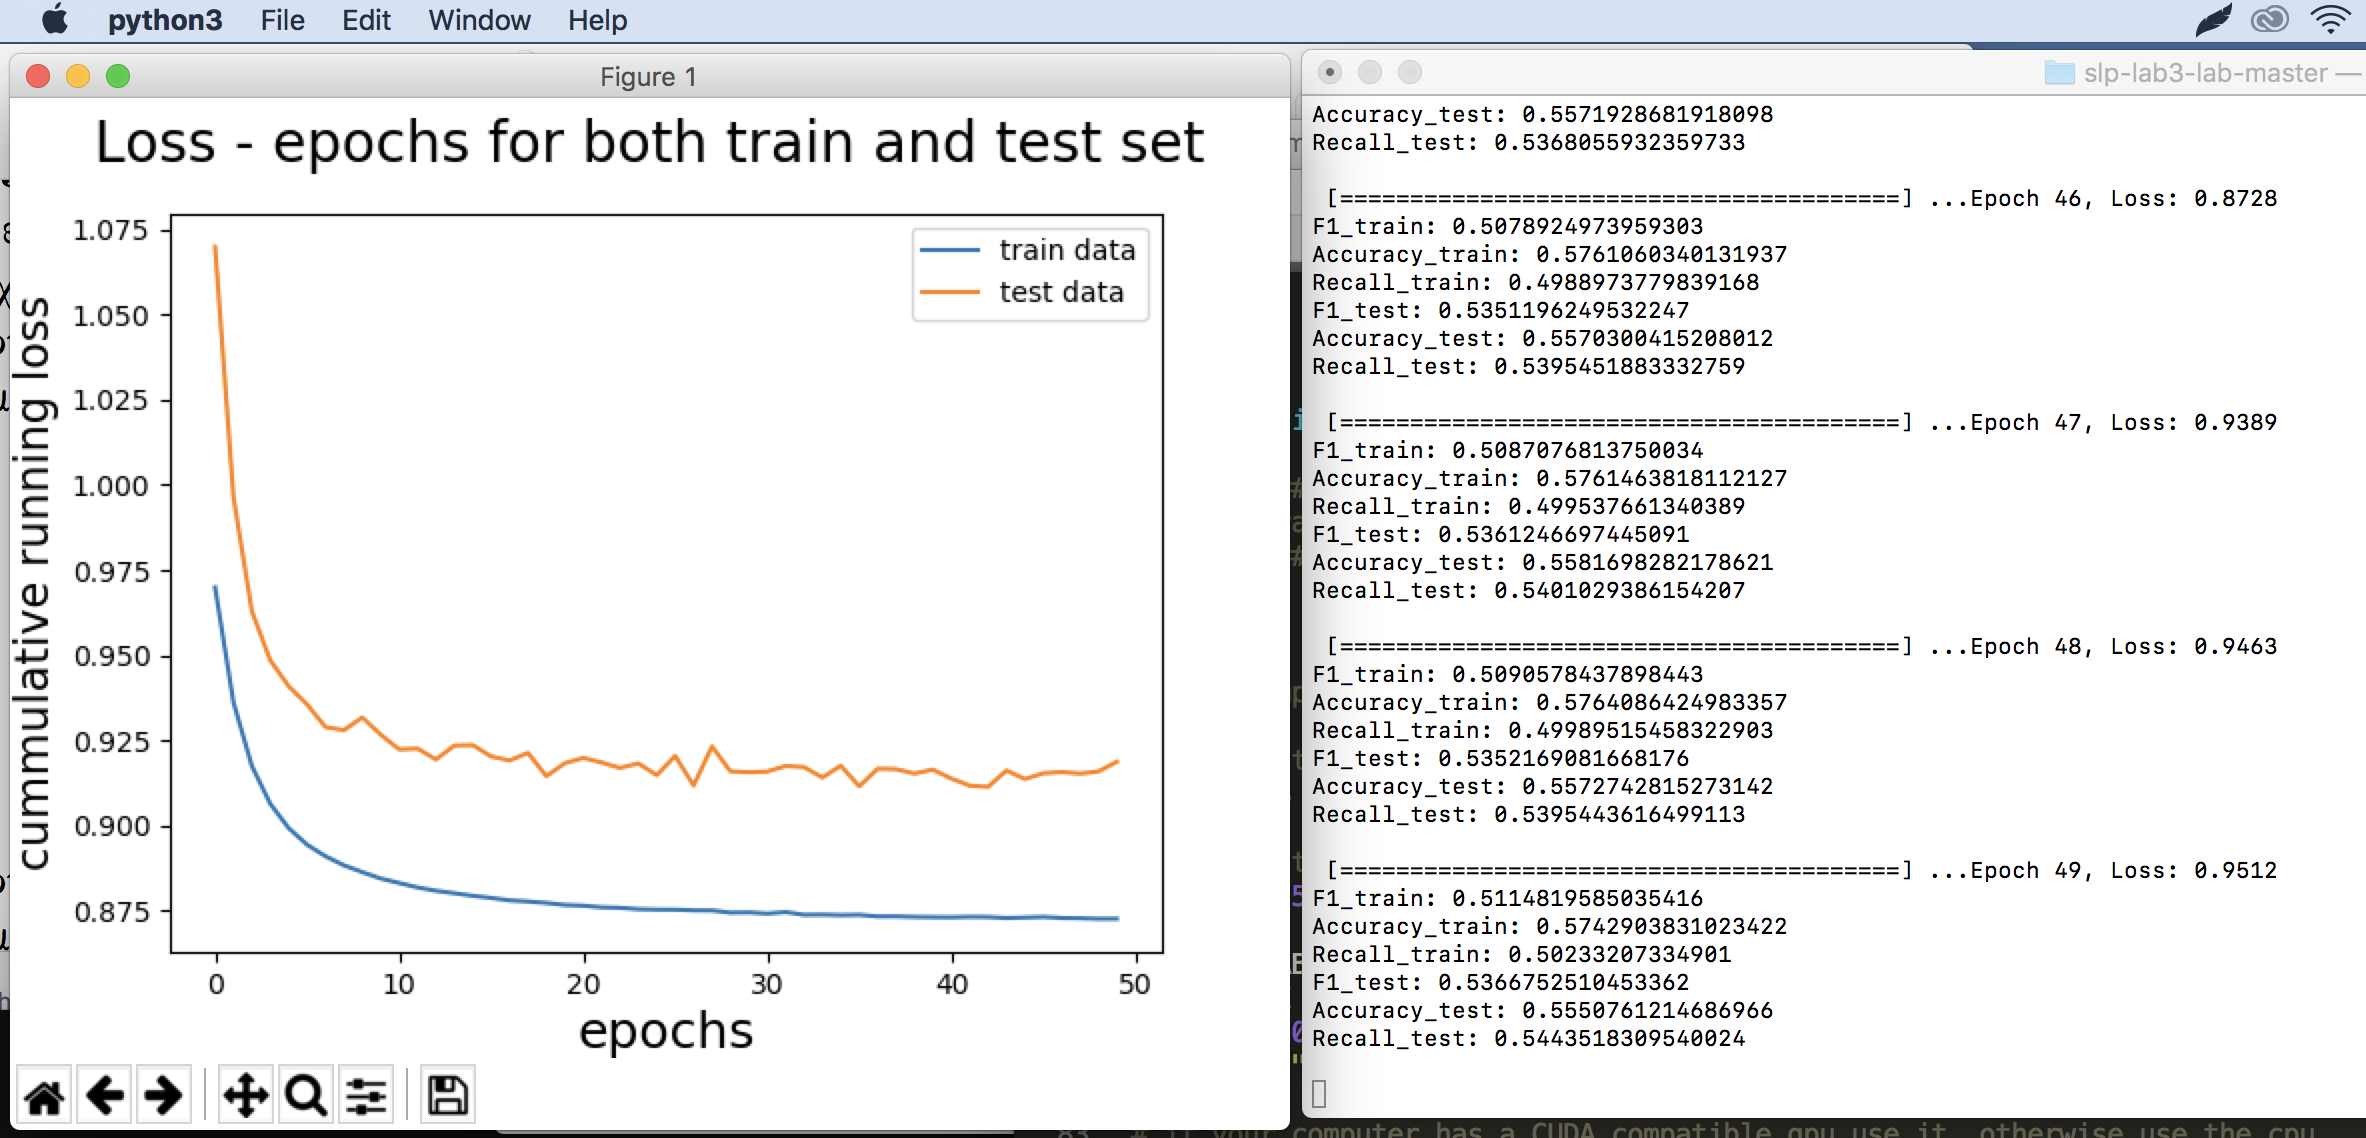 python3 File Edit Window Help
Figure 1
Loss - epochs for both train and test set
cummulative running loss
1.075
1.050
1.025
1.000
0.975
0.950
0.925
0.900
0.875
train data
test data
0 10 20 30 40 50
epochs
slp-lab3-lab-master —
Accuracy_test: 0.5571928681918098
Recall_test: 0.5368055932359733
[========================================] ...Epoch 46, Loss: 0.8728
F1_train: 0.5078924973959303
Accuracy_train: 0.5761060340131937
Recall_train: 0.4988973779839168
F1_test: 0.5351196249532247
Accuracy_test: 0.5570300415208012
Recall_test: 0.5395451883332759
[========================================] ...Epoch 47, Loss: 0.9389
F1_train: 0.5087076813750034
Accuracy_train: 0.5761463818112127
Recall_train: 0.499537661340389
F1_test: 0.5361246697445091
Accuracy_test: 0.5581698282178621
Recall_test: 0.5401029386154207
[========================================] ...Epoch 48, Loss: 0.9463
F1_train: 0.5090578437898443
Accuracy_train: 0.5764086424983357
Recall_train: 0.49989515458322903
F1_test: 0.5352169081668176
Accuracy_test: 0.5572742815273142
Recall_test: 0.5395443616499113
[========================================] ...Epoch 49, Loss: 0.9512
F1_train: 0.5114819585035416
Accuracy_train: 0.5742903831023422
Recall_train: 0.50233207334901
F1_test: 0.5366752510453362
Accuracy_test: 0.5550761214686966
Recall_test: 0.5443518309540024
83 # if your computer has a CUDA compatible gpu use it, otherwise use the cpu